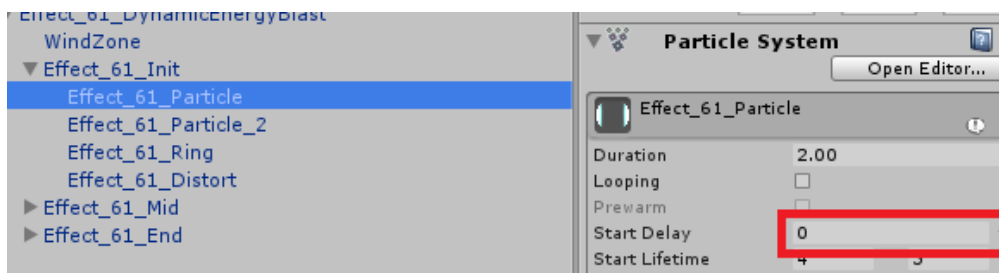 Effect_61_DynamicEnergyBlast
WindZone
Effect_61_Init
Effect_61_Particle
Effect_61_Particle_2
Effect_61_Ring
Effect_61_Distort
Effect_61_Mid
Effect_61_End
Particle System
Open Editor...
Effect_61_Particle
Duration 2.00
Looping
Prewarm
Start Delay 0
Start Lifetime 4